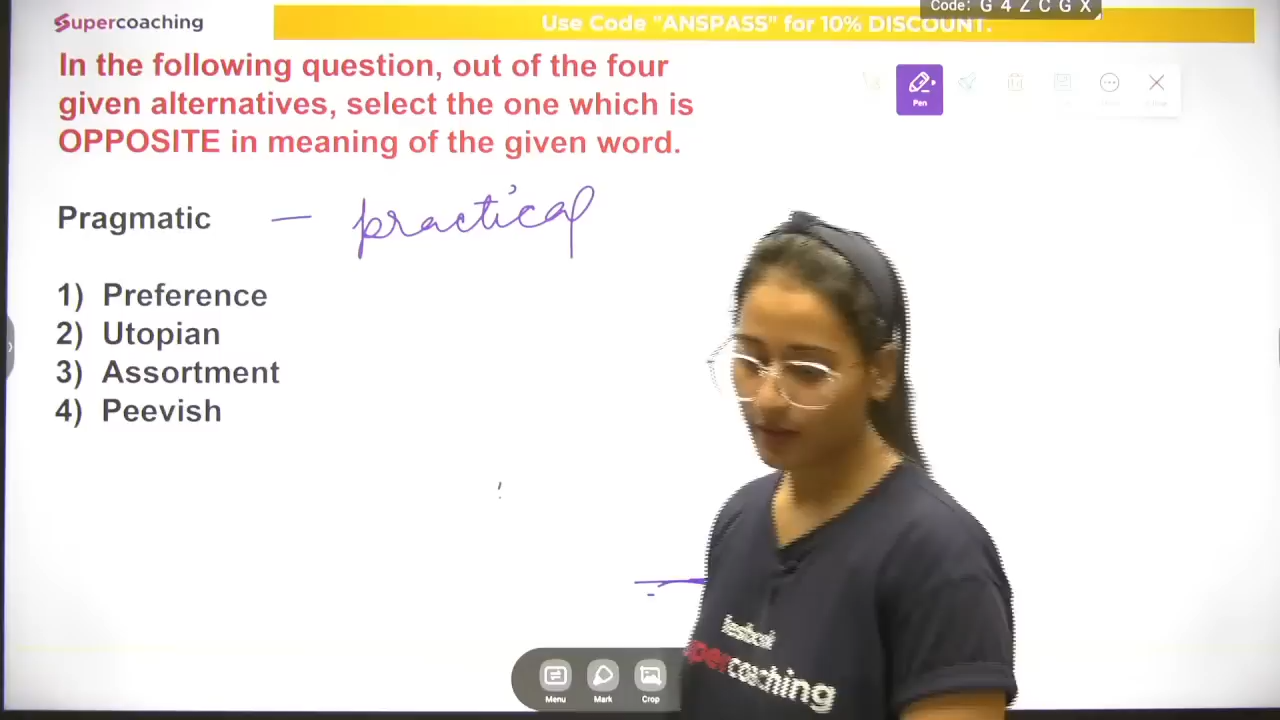 Supercoaching
Use Code "ANSPASS" for 10% DISCOUNT.
Code: G 4 Z C G X
In the following question, out of the four
given alternatives, select the one which is
OPPOSITE in meaning of the given word.
Pen
Pragmatic — practical
1) Preference
2) Utopian
3) Assortment
4) Peevish
testbook
supercoaching
Menu Mark Crop